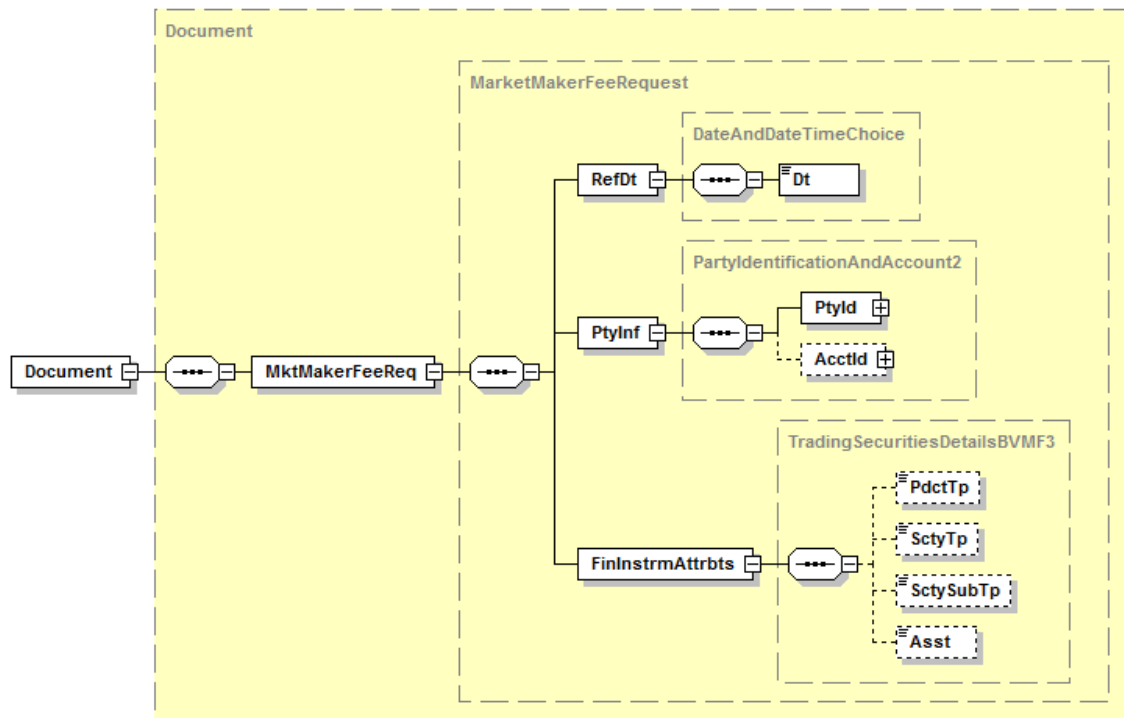 Document
MarketMakerFeeRequest
DateAndDateTimeChoice
RefDt
Dt
PartyIdentificationAndAccount2
PtyId
PtyInf
AcctId
Document
MktMakerFeeReq
TradingSecuritiesDetailsBVMF3
PdctTp
SctyTp
FinInstrmAttrbts
SctySubTp
Asst